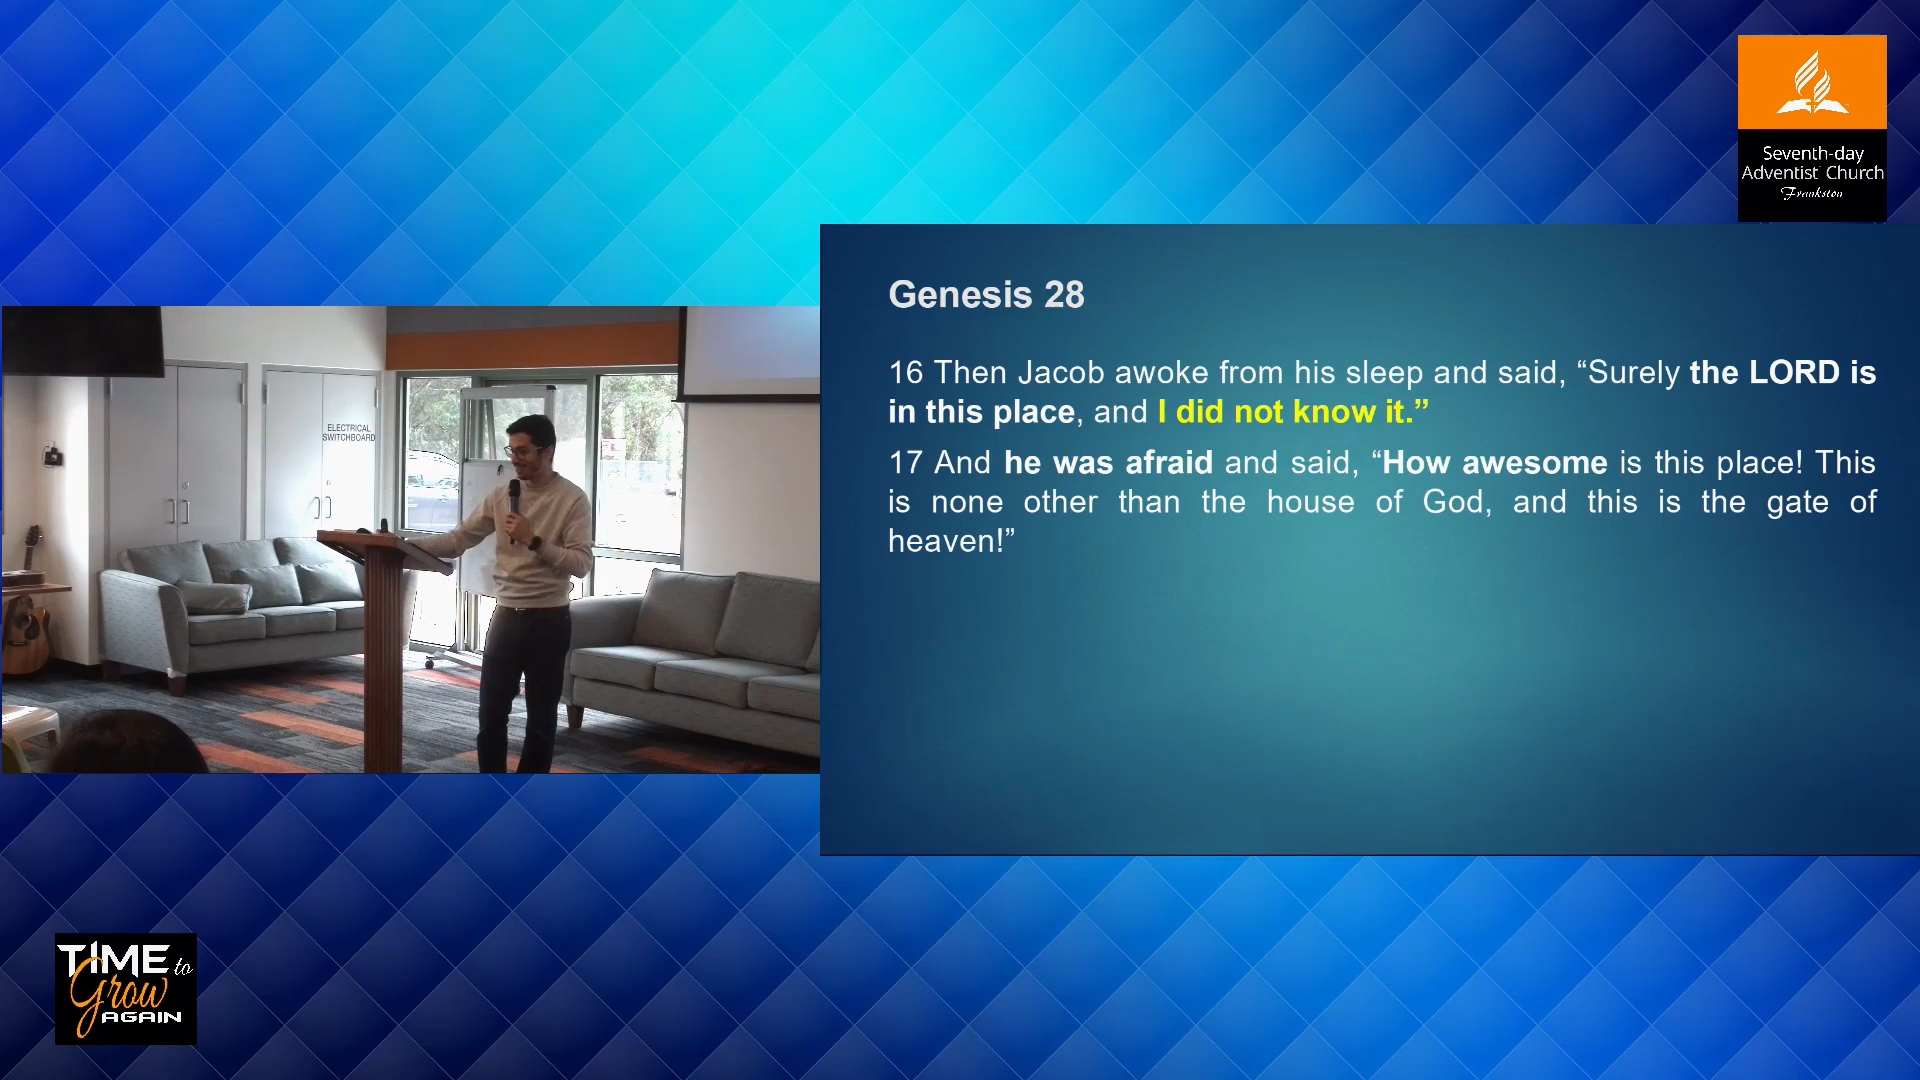 Seventh-day
Adventist Church
Frankston
Genesis 28
16 Then Jacob awoke from his sleep and said, “Surely the LORD is
in this place, and I did not know it.”
17 And he was afraid and said, “How awesome is this place! This
is none other than the house of God, and this is the gate of
heaven!”
ELECTRICAL
SWITCHBOARD
TIME to
Grow
AGAIN